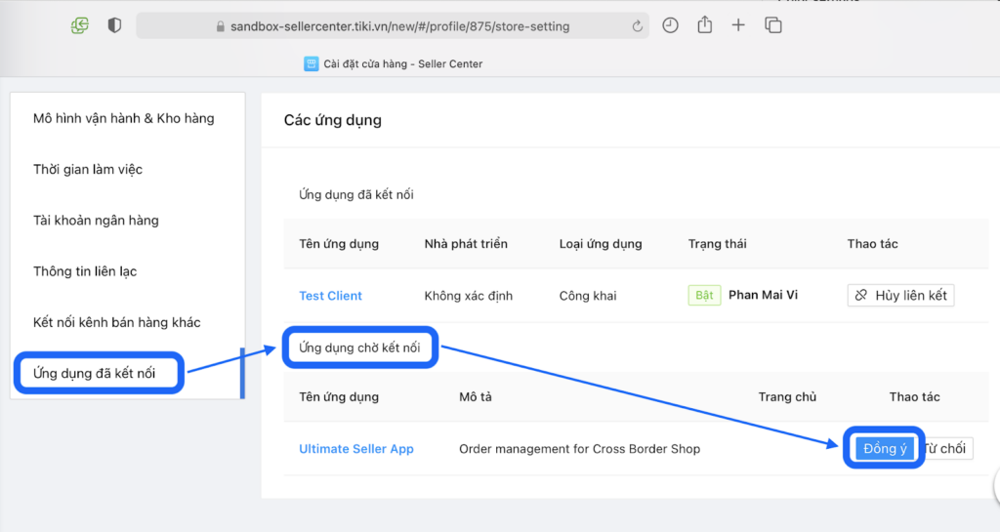 sandbox-sellercenter.tiki.vn/new/#/profile/875/store-setting
Cài đặt cửa hàng - Seller Center
Mô hình vận hành & Kho hàng
Thời gian làm việc
Tài khoản ngân hàng
Thông tin liên lạc
Kết nối kênh bán hàng khác
Ứng dụng đã kết nối
Các ứng dụng
Ứng dụng đã kết nối
Tên ứng dụng Nhà phát triển Loại ứng dụng Trạng thái Thao tác
Test Client Không xác định Công khai Bật Phan Mai Vi Hủy liên kết
Ứng dụng chờ kết nối
Tên ứng dụng Mô tả Trang chủ Thao tác
Ultimate Seller App Order management for Cross Border Shop Đồng ý Từ chối